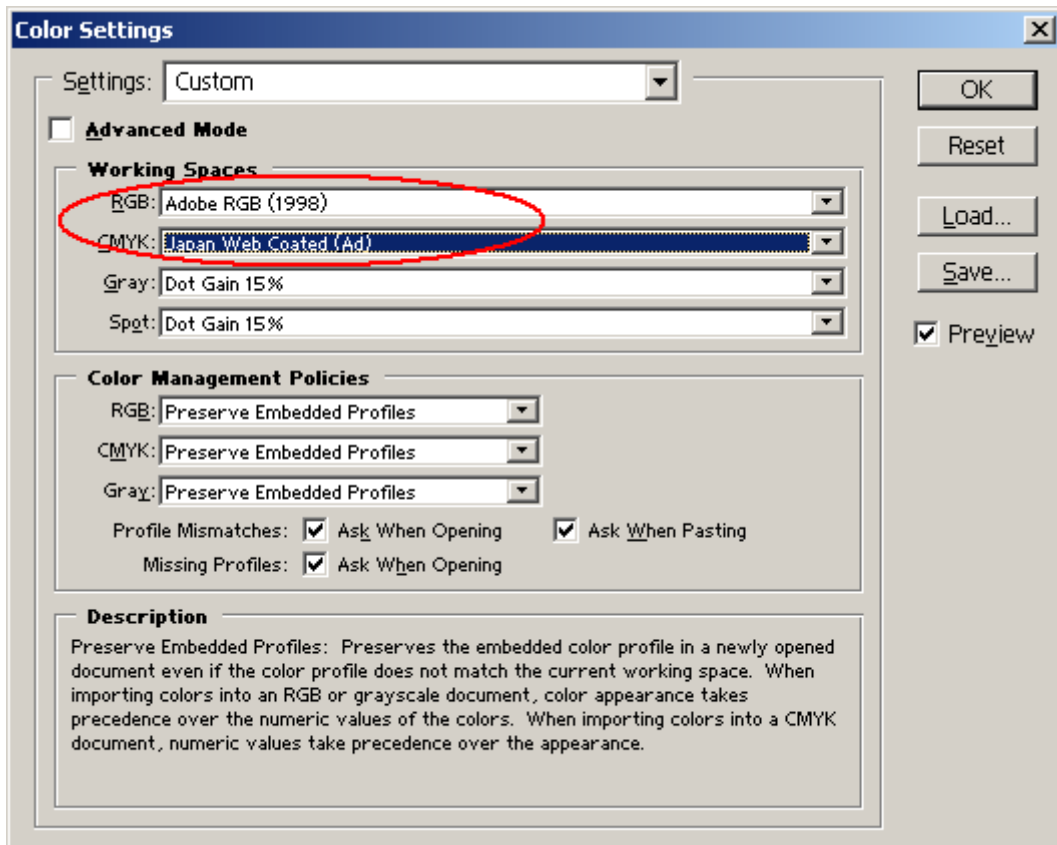 Color Settings
Settings: Custom
Advanced Mode
Working Spaces
RGB: Adobe RGB (1998)
CMYK: Japan Web Coated (Ad)
Gray: Dot Gain 15%
Spot: Dot Gain 15%
Color Management Policies
RGB: Preserve Embedded Profiles
CMYK: Preserve Embedded Profiles
Gray: Preserve Embedded Profiles
Profile Mismatches: Ask When Opening Ask When Pasting
Missing Profiles: Ask When Opening
Description
Preserve Embedded Profiles: Preserves the embedded color profile in a newly opened
document even if the color profile does not match the current working space. When
importing colors into an RGB or grayscale document, color appearance takes
precedence over the numeric values of the colors. When importing colors into a CMYK
document, numeric values take precedence over the appearance.
OK
Reset
Load...
Save...
Preview